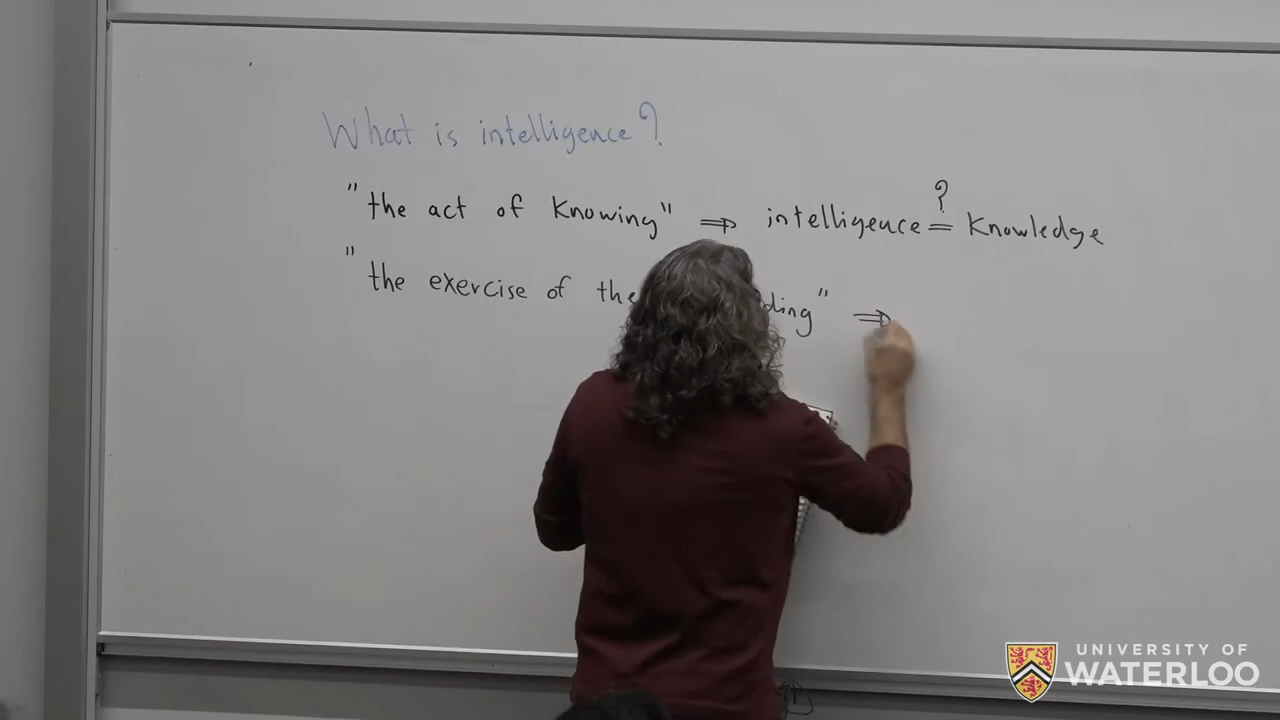 What is intelligence?
"the act of Knowing" ⇒ intelligence ?= Knowledge
"the exercise of the ding" ⇒
UNIVERSITY OF
WATERLOO